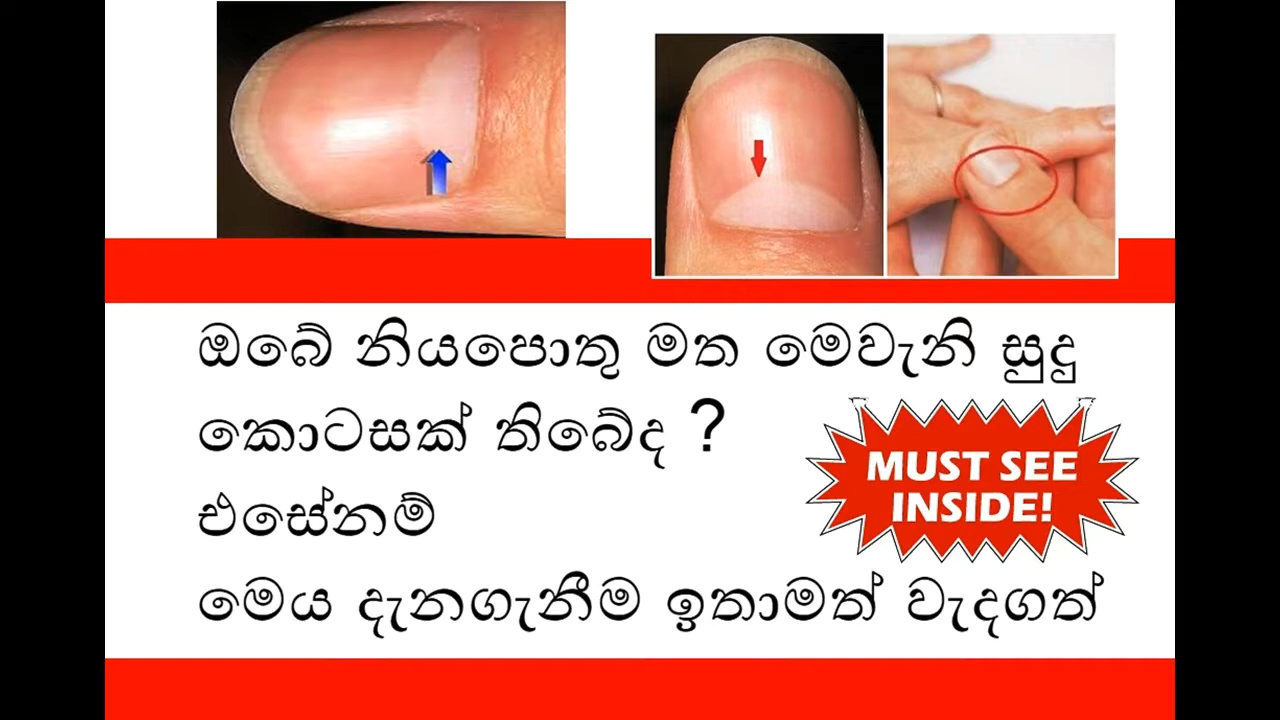 ඔබේ නියපොතු මත මෙවැනි සුදු
කොටසක් තිබේද ?
එසේනම්
මෙය දැනගැනීම ඉතාමත් වැදගත්
MUST SEE
INSIDE!